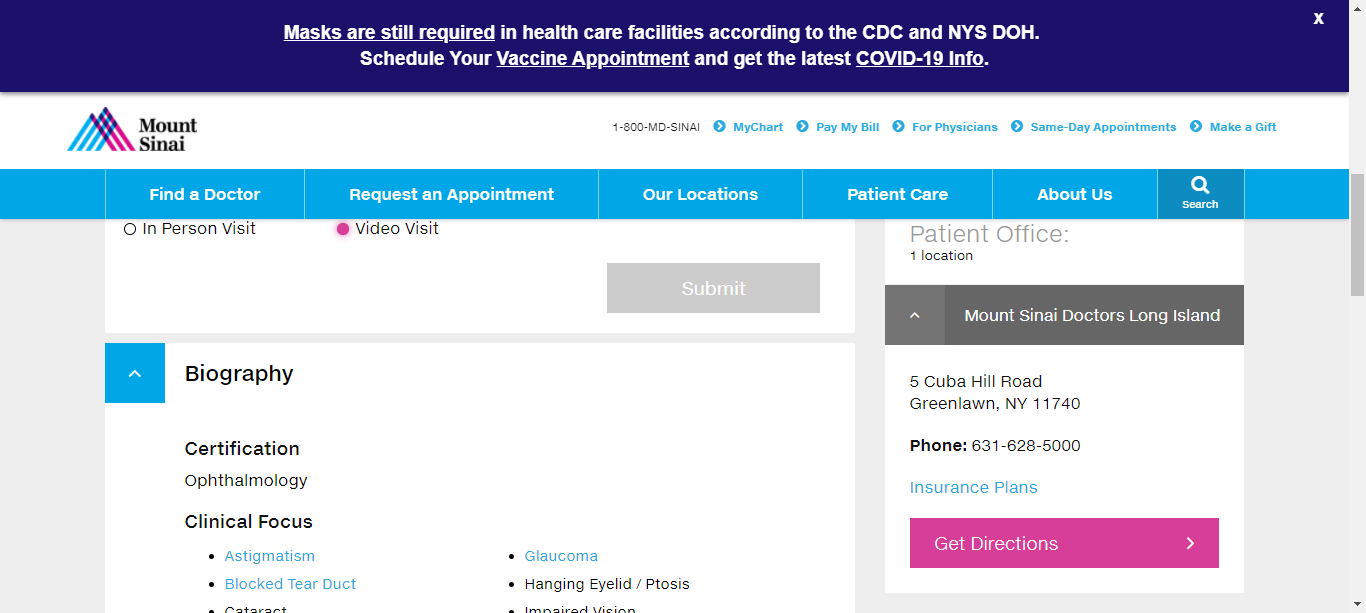 Masks are still required in health care facilities according to the CDC and NYS DOH.
Schedule Your Vaccine Appointment and get the latest COVID-19 Info.
X
Mount
Sinai
1-800-MD-SINAI
MyChart
Pay My Bill
For Physicians
Same-Day Appointments
Make a Gift
Find a Doctor
Request an Appointment
Our Locations
Patient Care
About Us
Search
In Person Visit
Video Visit
Submit
Biography
Certification
Ophthalmology
Clinical Focus
Astigmatism
Glaucoma
Blocked Tear Duct
Hanging Eyelid / Ptosis
Cataract
Impaired Vision
Patient Office:
1 location
Mount Sinai Doctors Long Island
5 Cuba Hill Road
Greenlawn, NY 11740
Phone: 631-628-5000
Insurance Plans
Get Directions